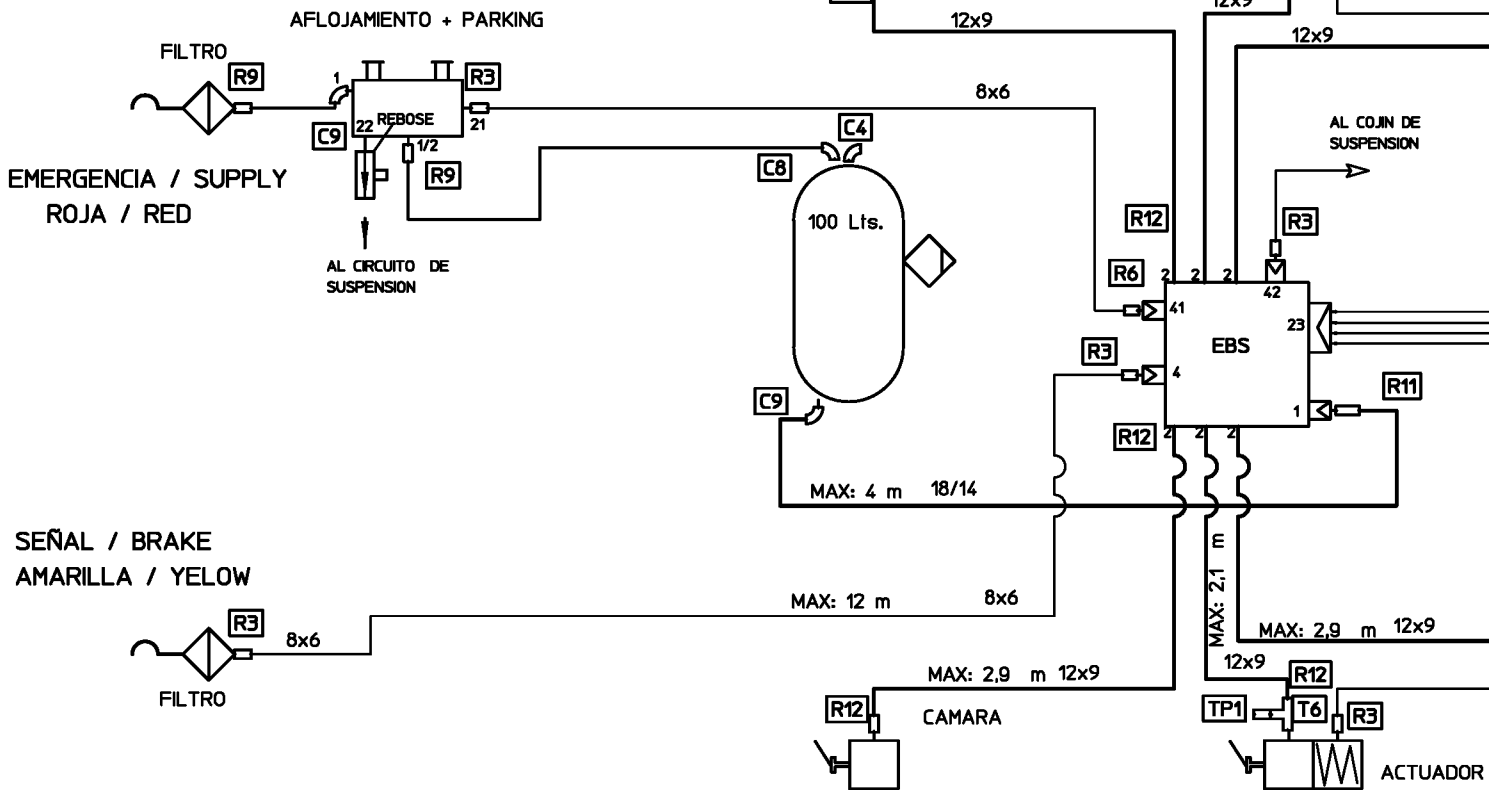 AFLOJAMIENTO + PARKING
12x9
12x9
12x9
FILTRO
R9
1
R3
8x6
22
REBOSE
21
C9
1/2
R9
C8
C4
AL COJIN DE
SUSPENSION
EMERGENCIA / SUPPLY
ROJA / RED
100 Lts.
R12
R3
AL CIRCUITO DE
SUSPENSION
R6
2
2
2
42
41
23
EBS
R3
4
C9
1
R11
R12
2
2
2
MAX: 4 m
18/14
SEÑAL / BRAKE
AMARILLA / YELOW
MAX: 2,1 m
MAX: 12 m
8x6
R3
8x6
MAX: 2,9 m 12x9
12x9
FILTRO
MAX: 2,9 m 12x9
R12
R12
CAMARA
TP1
T6
R3
ACTUADOR